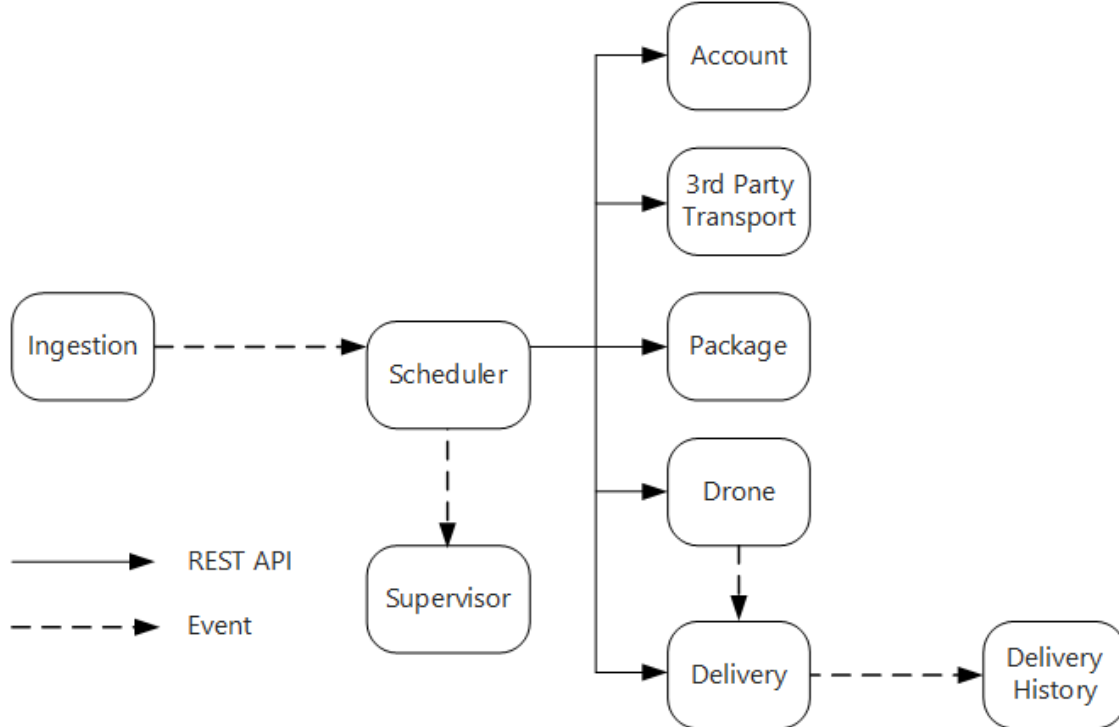 Account
3rd Party
Transport
Ingestion
Scheduler
Package
Drone
REST API
Supervisor
Event
Delivery
Delivery
History